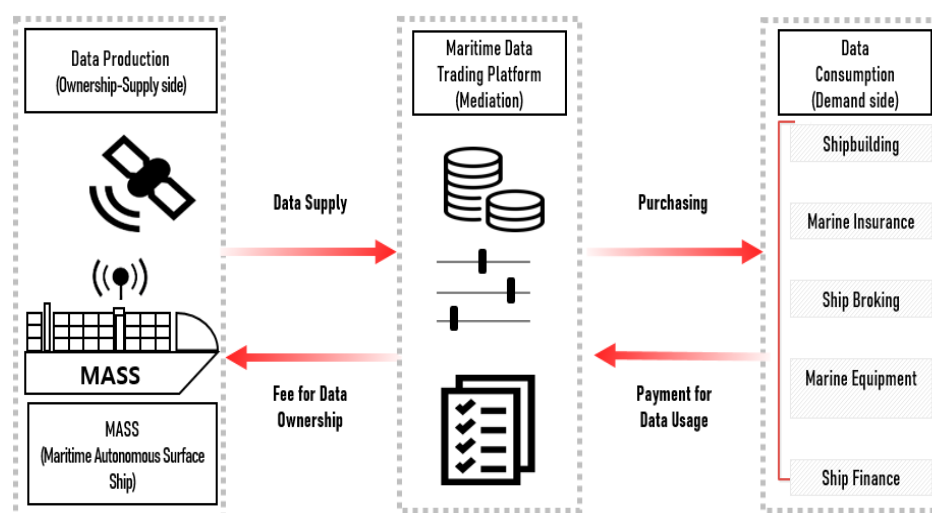 Data Production
(Ownership-Supply side)
MASS
MASS
(Maritime Autonomous Surface
Ship)
Data Supply
Fee for Data
Ownership
Maritime Data
Trading Platform
(Mediation)
Purchasing
Payment for
Data Usage
Data
Consumption
(Demand side)
Shipbuilding
Marine Insurance
Ship Broking
Marine Equipment
Ship Finance